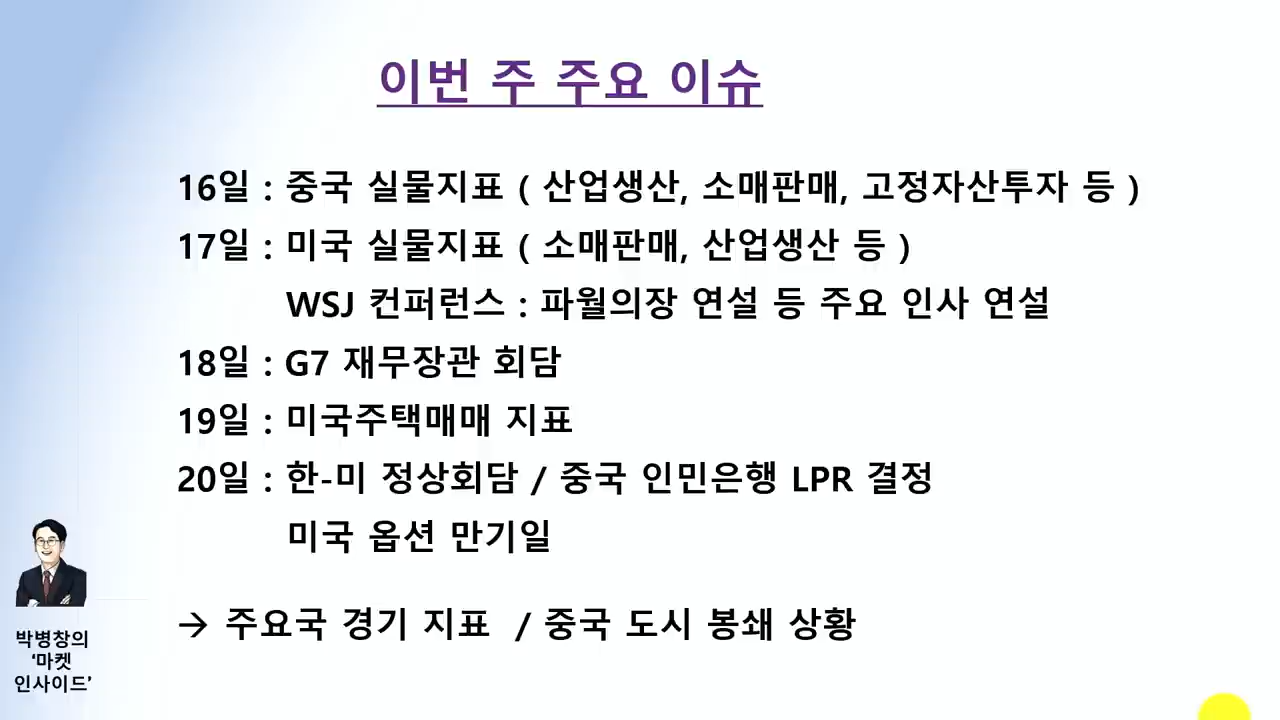 이번 주 주요 이슈
16일 : 중국 실물지표 ( 산업생산, 소매판매, 고정자산투자 등 )
17일 : 미국 실물지표 ( 소매판매, 산업생산 등 )
WSJ 컨퍼런스 : 파월의장 연설 등 주요 인사 연설
18일 : G7 재무장관 회담
19일 : 미국주택매매 지표
20일 : 한-미 정상회담 / 중국 인민은행 LPR 결정
미국 옵션 만기일
→ 주요국 경기 지표 / 중국 도시 봉쇄 상황
박병창의
‘마켓
인사이드’